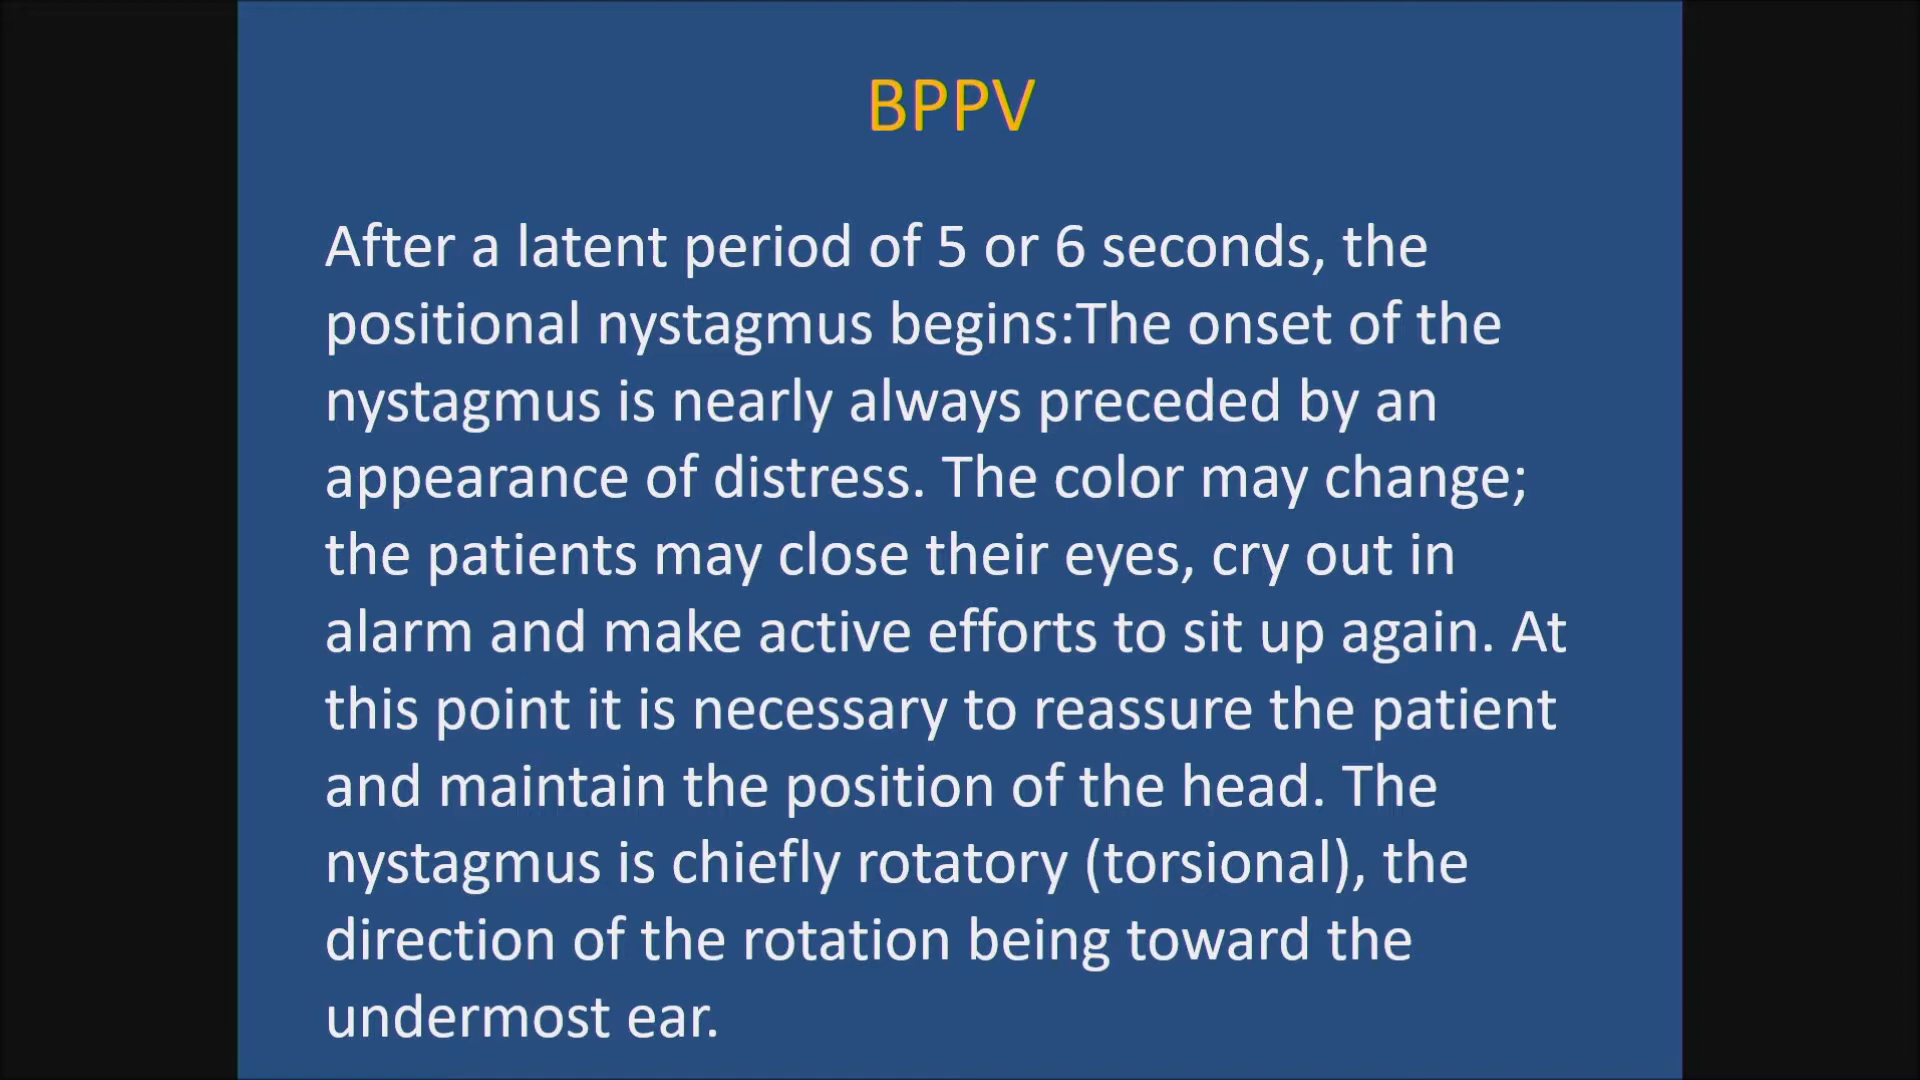 BPPV
After a latent period of 5 or 6 seconds, the
positional nystagmus begins:The onset of the
nystagmus is nearly always preceded by an
appearance of distress. The color may change;
the patients may close their eyes, cry out in
alarm and make active efforts to sit up again. At
this point it is necessary to reassure the patient
and maintain the position of the head. The
nystagmus is chiefly rotatory (torsional), the
direction of the rotation being toward the
undermost ear.